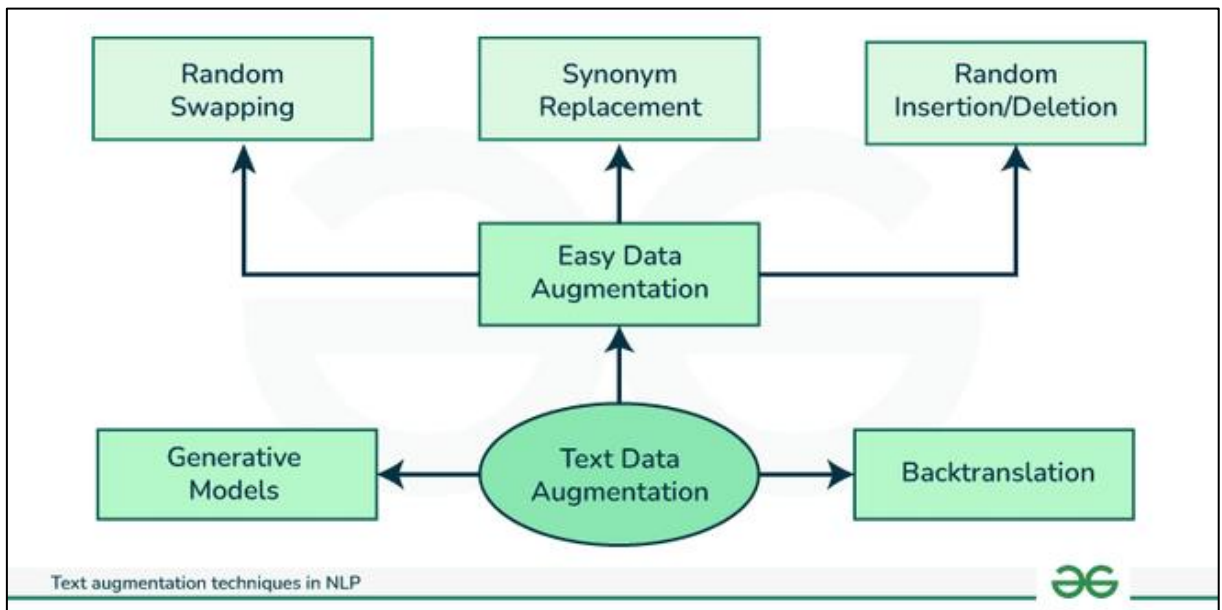 Random
Swapping
Synonym
Replacement
Random
Insertion/Deletion
Easy Data
Augmentation
Generative
Models
Text Data
Augmentation
Backtranslation
Text augmentation techniques in NLP